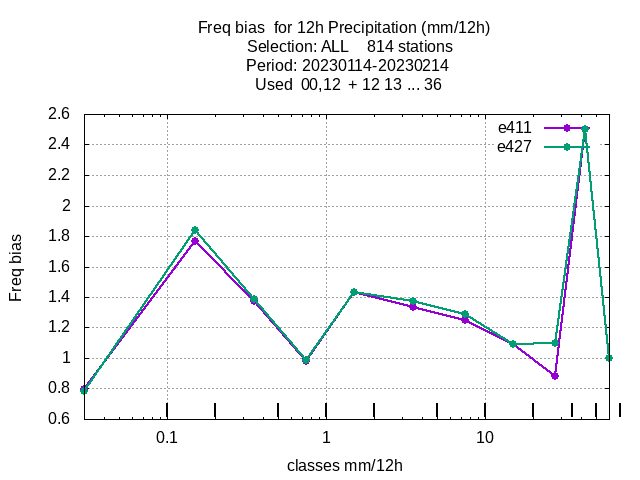 Freq bias  for 12h Precipitation (mm/12h)
Selection: ALL    814 stations
Period: 20230114-20230214
Used  00,12  + 12 13 ... 36
e411
e427
2.6
2.4
2.2
2
1.8
1.6
1.4
1.2
1
0.8
0.6
Freq bias
0.1
1
10
classes mm/12h